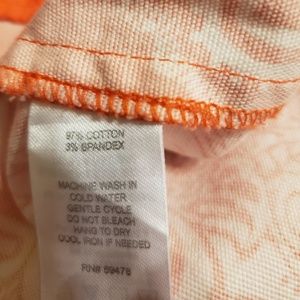 97% COTTON
3% SPANDEX
MACHINE WASH IN
COLD WATER
GENTLE CYCLE
DO NOT BLEACH
HANG TO DRY
COOL IRON IF NEEDED
RN# 59478